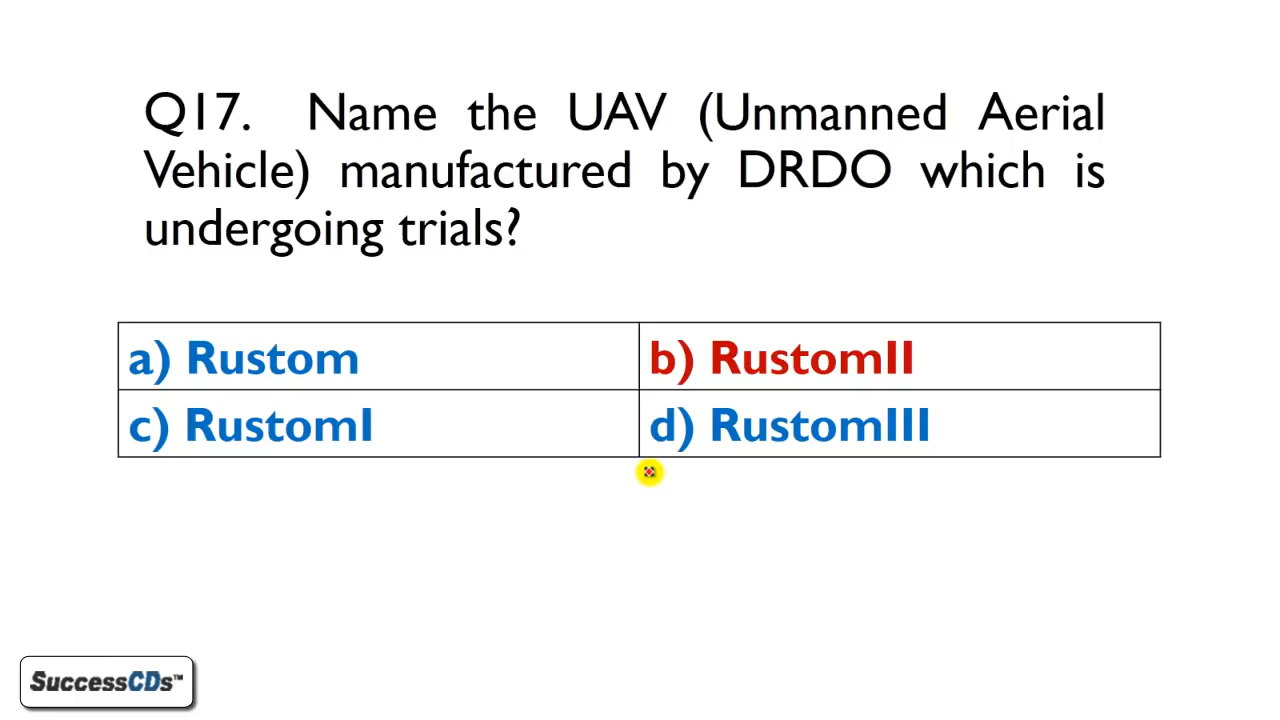 Q17. Name the UAV (Unmanned Aerial
Vehicle) manufactured by DRDO which is
undergoing trials?
a) Rustom
b) RustomII
c) RustomI
d) RustomIII
SuccessCDs™